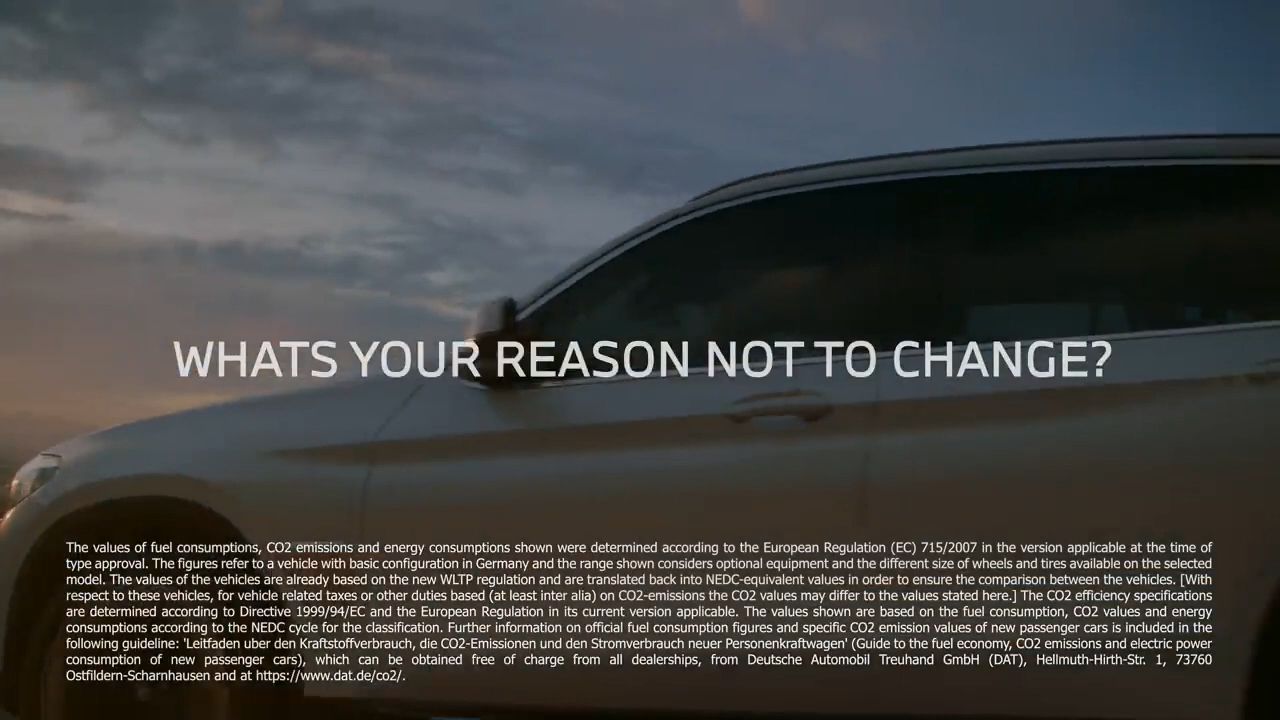 WHATS YOUR REASON NOT TO CHANGE?
The values of fuel consumptions, CO2 emissions and energy consumptions shown were determined according to the European Regulation (EC) 715/2007 in the version applicable at the time of
type approval. The figures refer to a vehicle with basic configuration in Germany and the range shown considers optional equipment and the different size of wheels and tires available on the selected
model. The values of the vehicles are already based on the new WLTP regulation and are translated back into NEDC-equivalent values in order to ensure the comparison between the vehicles. [With
respect to these vehicles, for vehicle related taxes or other duties based (at least inter alia) on CO2-emissions the CO2 values may differ to the values stated here.] The CO2 efficiency specifications
are determined according to Directive 1999/94/EC and the European Regulation in its current version applicable. The values shown are based on the fuel consumption, CO2 values and energy
consumptions according to the NEDC cycle for the classification. Further information on official fuel consumption figures and specific CO2 emission values of new passenger cars is included in the
following guideline: 'Leitfaden uber den Kraftstoffverbrauch, die CO2-Emissionen und den Stromverbrauch neuer Personenkraftwagen' (Guide to the fuel economy, CO2 emissions and electric power
consumption of new passenger cars), which can be obtained free of charge from all dealerships, from Deutsche Automobil Treuhand GmbH (DAT), Hellmuth-Hirth-Str. 1, 73760
Ostfildern-Scharnhausen and at https://www.dat.de/co2/.